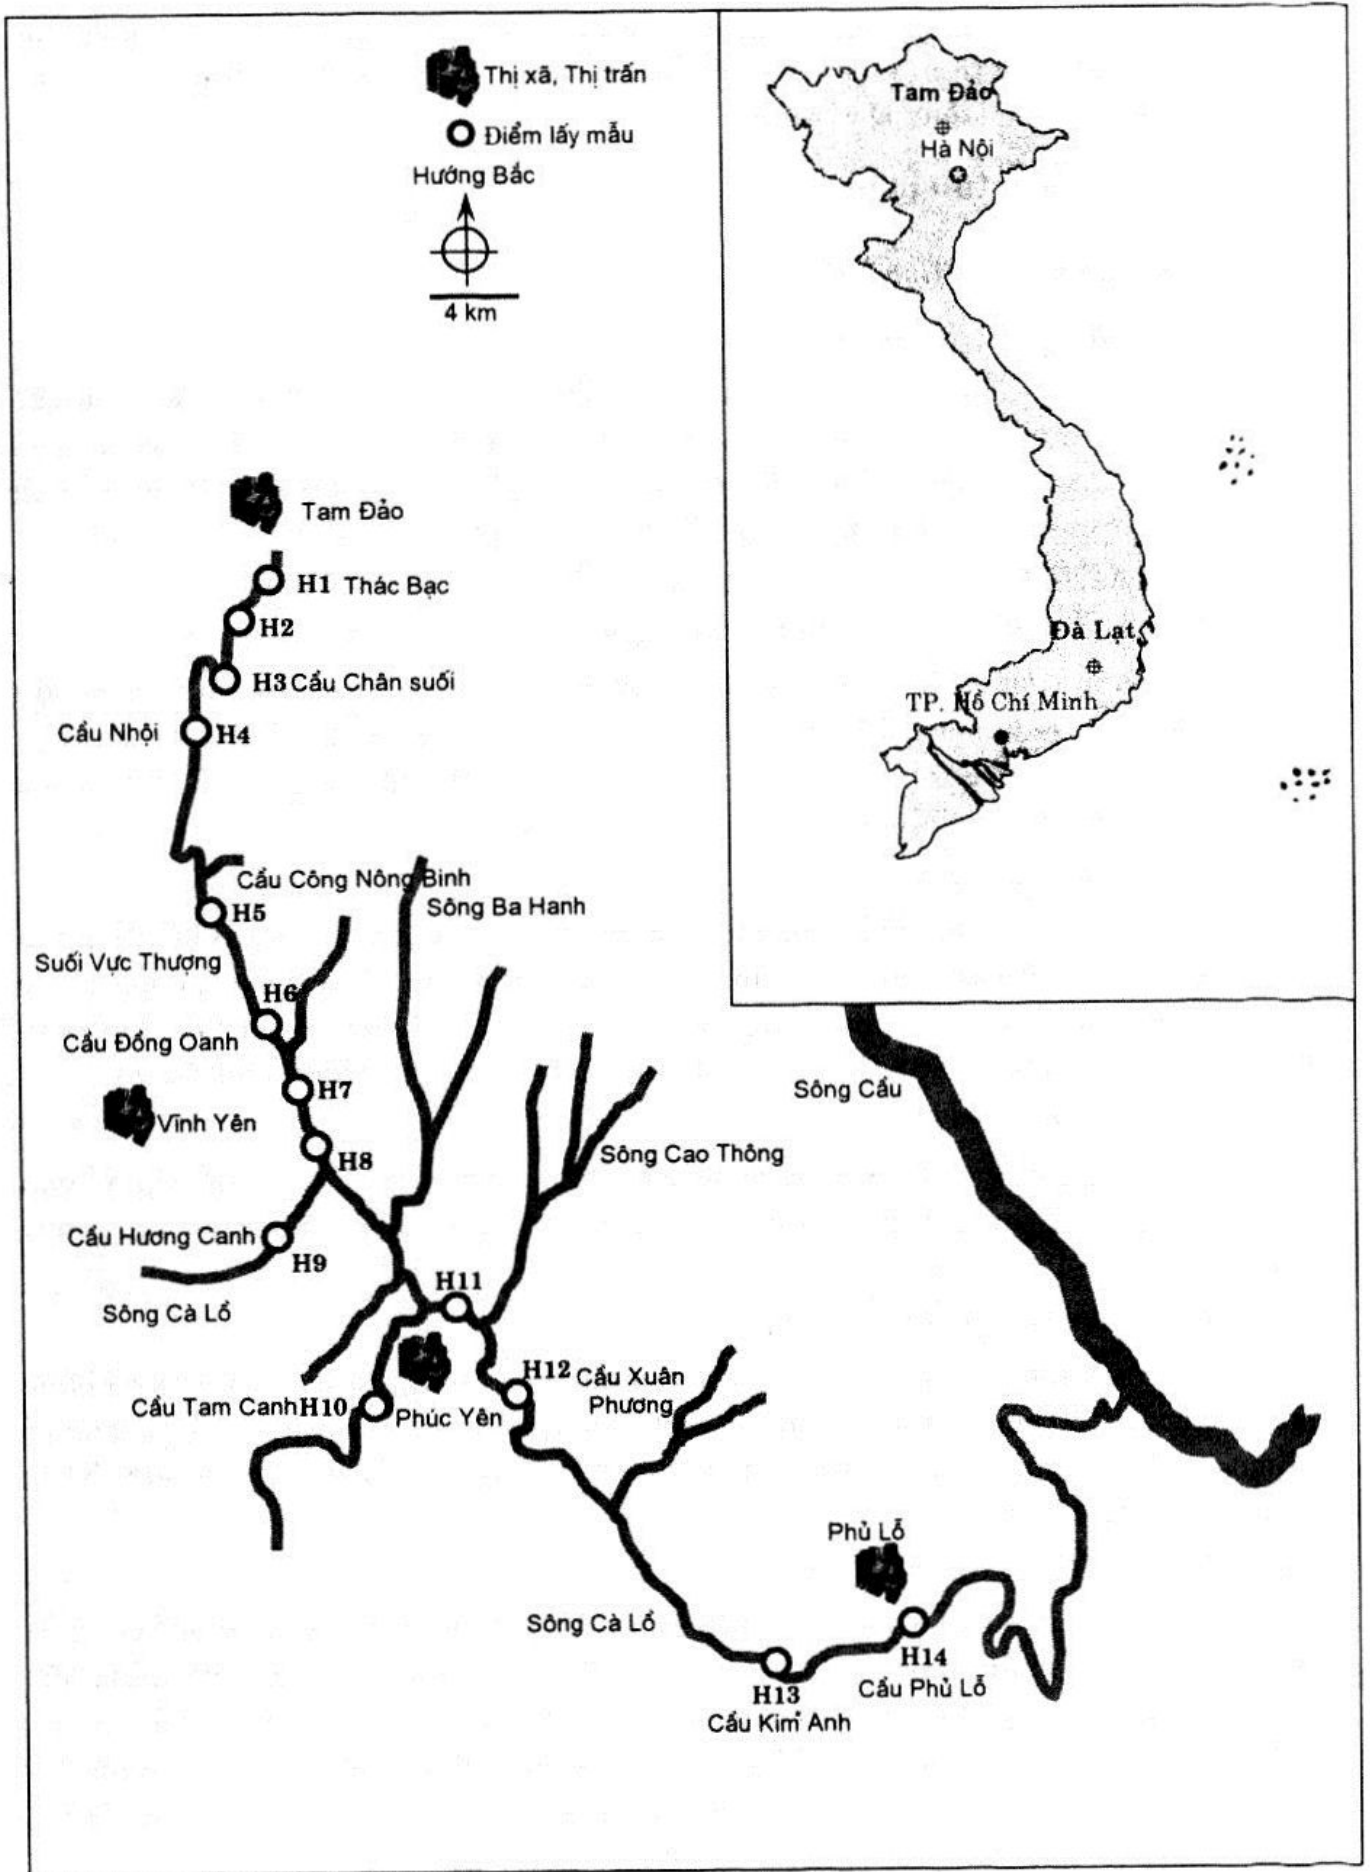 Thị xã, Thị trấn
Điểm lấy mẫu
Hướng Bắc
4 km
Tam Đảo
Hà Nội
Đà Lạt
TP. Hồ Chí Minh
Tam Đảo
H1 Thác Bạc
H2
H3 Cầu Chân suối
Cầu Nhội H4
Cầu Công Nông Binh
H5
Sông Ba Hanh
Suối Vực Thượng
H6
Cầu Đồng Oanh
H7
Vĩnh Yên
H8
Sông Cầu
Sông Cao Thông
Cầu Hương Canh
H9
Sông Cà Lồ
H11
H12 Cầu Xuân
Phương
Cầu Tam Canh H10
Phúc Yên
Phủ Lỗ
Sông Cà Lồ
H14
Cầu Phủ Lỗ
H13
Cầu Kim Anh